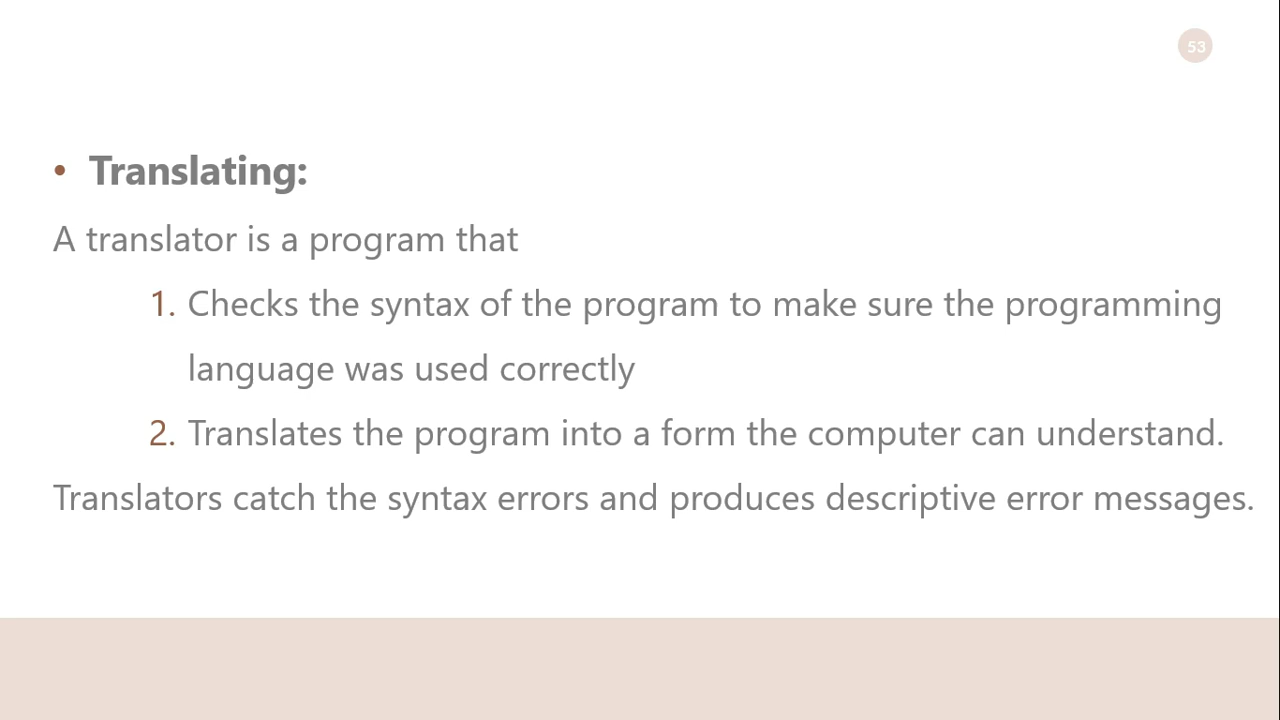 53
• Translating:
A translator is a program that
1. Checks the syntax of the program to make sure the programming
language was used correctly
2. Translates the program into a form the computer can understand.
Translators catch the syntax errors and produces descriptive error messages.